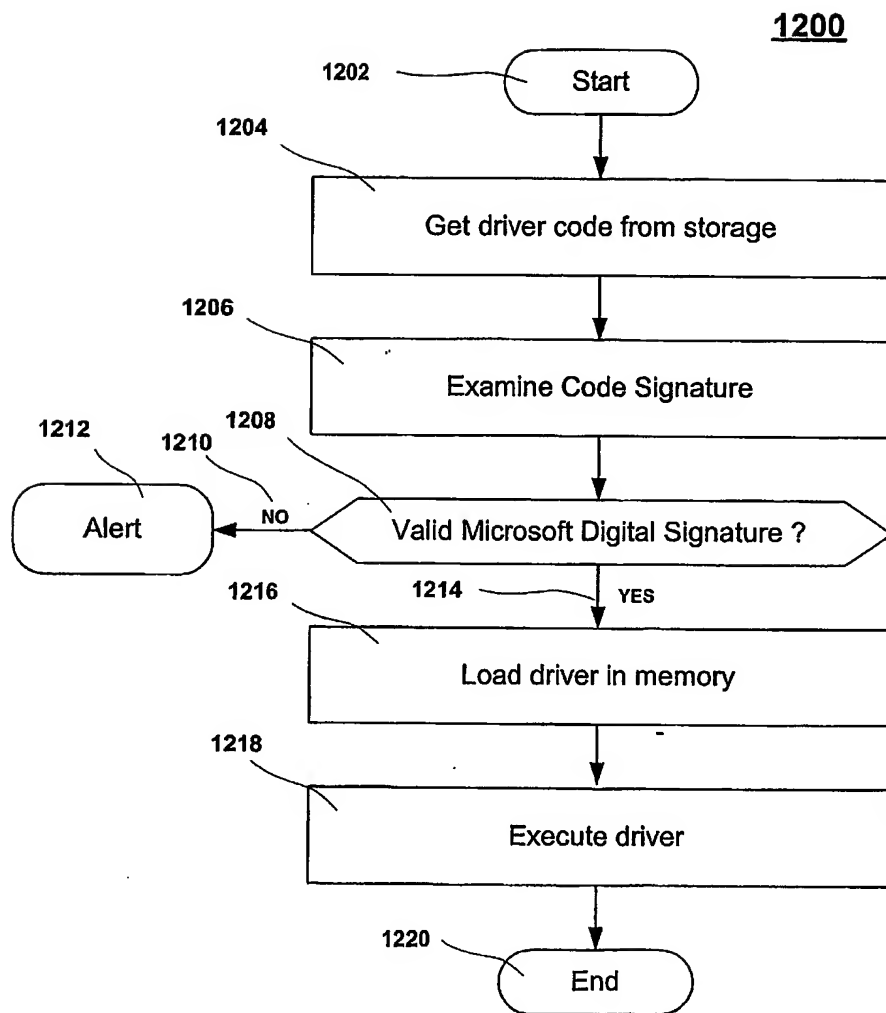 1200
1202
Start
1204
Get driver code from storage
1206
Examine Code Signature
1208
1210
1212
NO
Alert
Valid Microsoft Digital Signature ?
1214
YES
1216
Load driver in memory
1218
Execute driver
1220
End